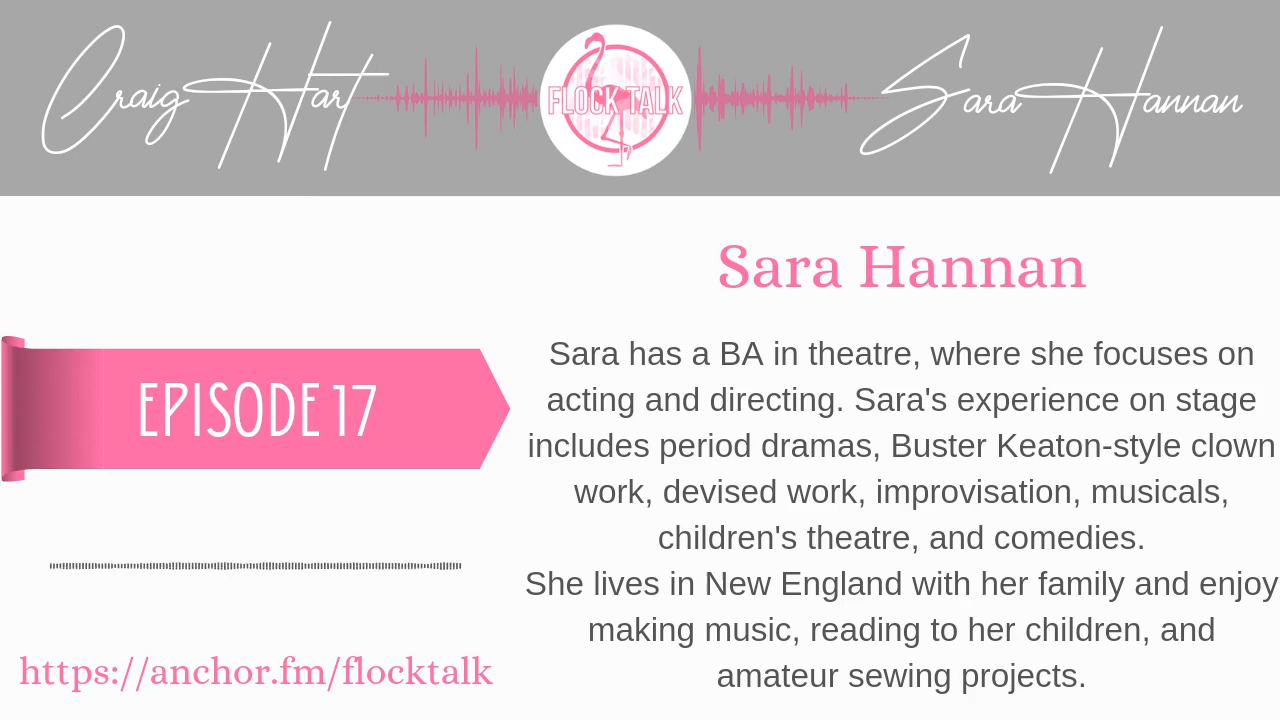 Craig Hart
FLOCK TALK
Sara Hannan
Sara Hannan
EPISODE 17
Sara has a BA in theatre, where she focuses on
acting and directing. Sara's experience on stage
includes period dramas, Buster Keaton-style clown
work, devised work, improvisation, musicals,
children's theatre, and comedies.
She lives in New England with her family and enjoy
making music, reading to her children, and
amateur sewing projects.
https://anchor.fm/flocktalk